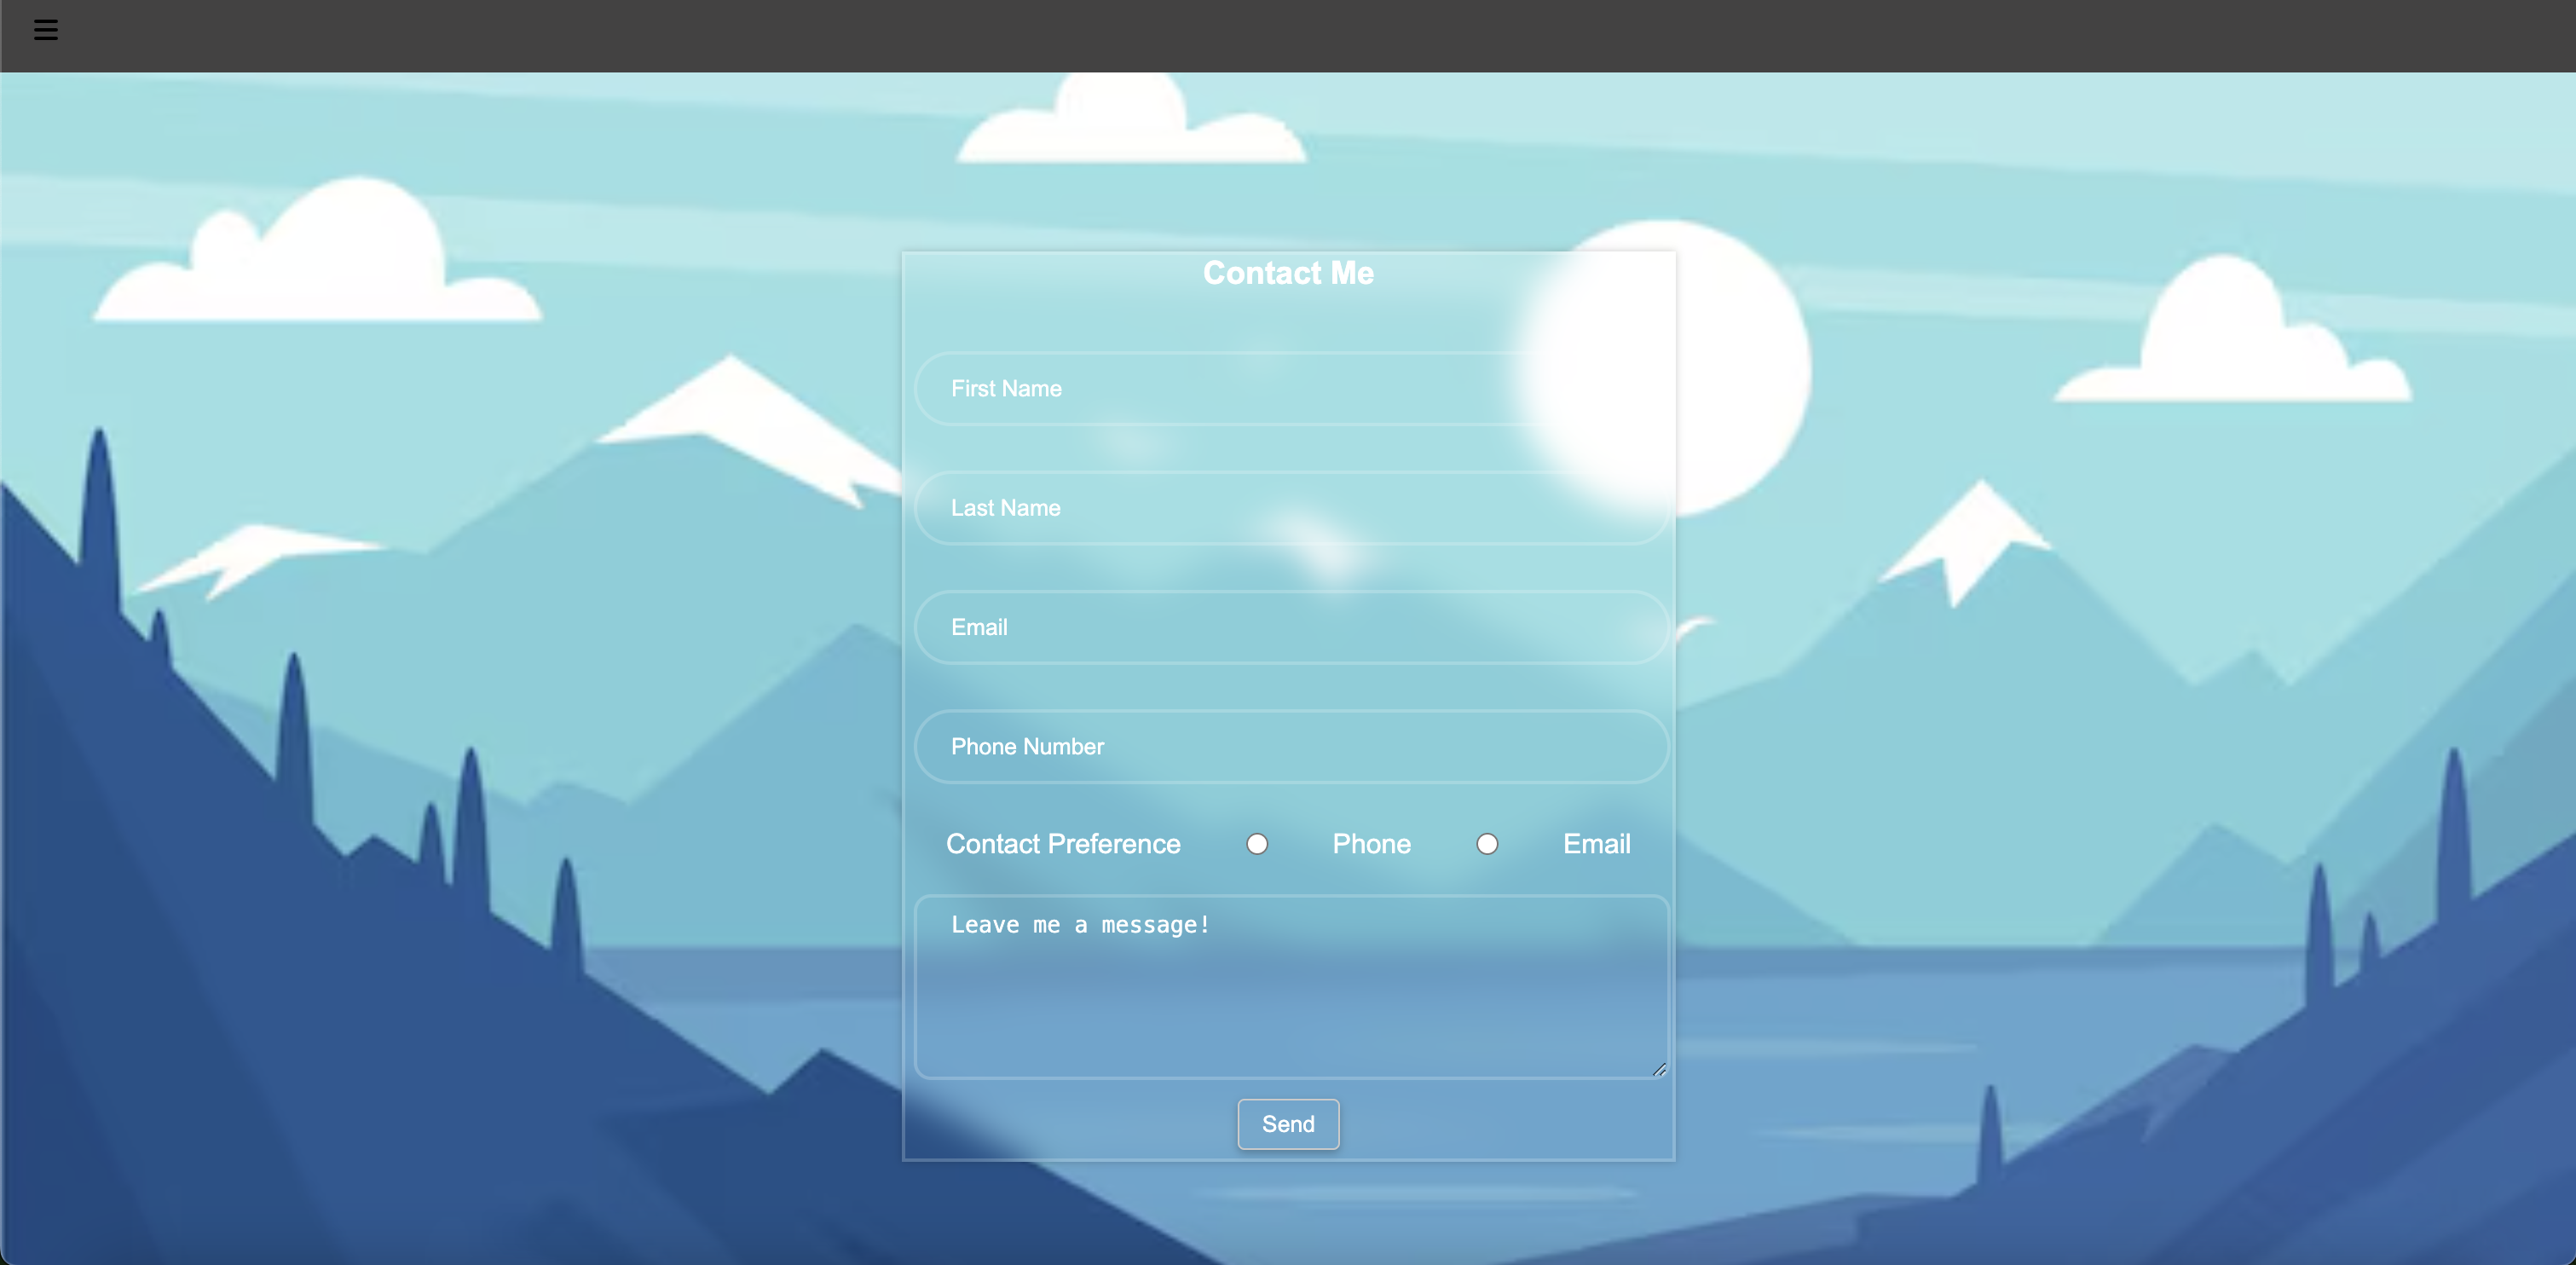 Contact Me
First Name
Last Name
Email
Phone Number
Contact Preference Phone Email
Leave me a message!
Send